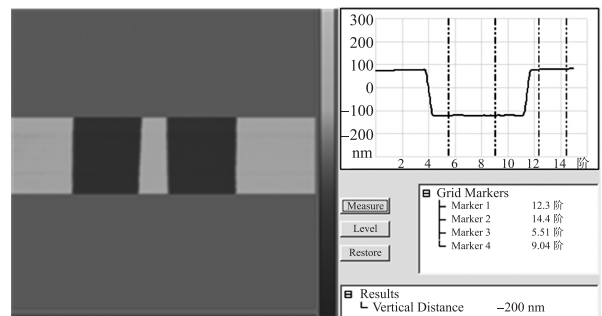 300
200
100
0
−100
−200
nm
2 4 6 8 10 12 14 阶
Measure
Level
Restore
Grid Markers
Marker 1 12.3 阶
Marker 2 14.4 阶
Marker 3 5.51 阶
Marker 4 9.04 阶
Results
Vertical Distance −200 nm